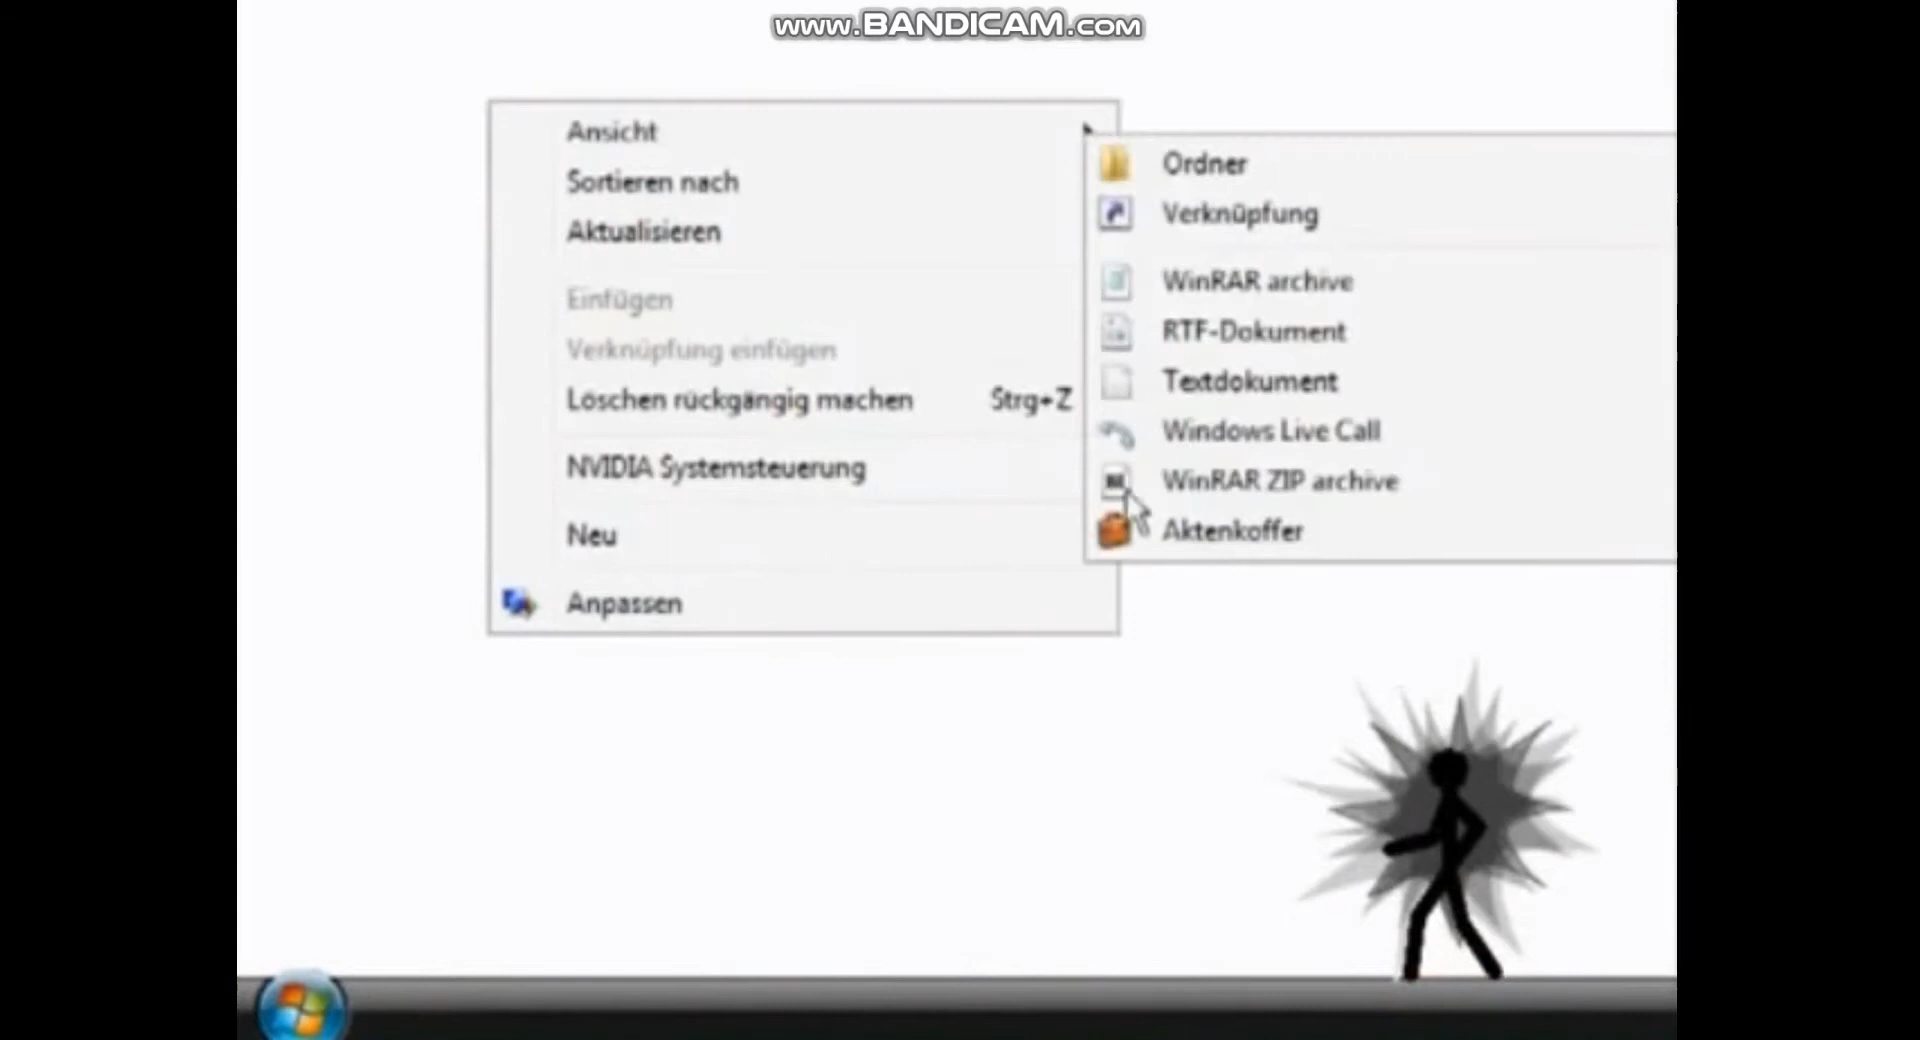 www.BANDICAM.com
Ansicht
Sortieren nach
Aktualisieren
Einfügen
Verknüpfung einfügen
Löschen rückgängig machen Strg+Z
NVIDIA Systemsteuerung
Neu
Anpassen
Ordner
Verknüpfung
WinRAR archive
RTF-Dokument
Textdokument
Windows Live Call
WinRAR ZIP archive
Aktenkoffer